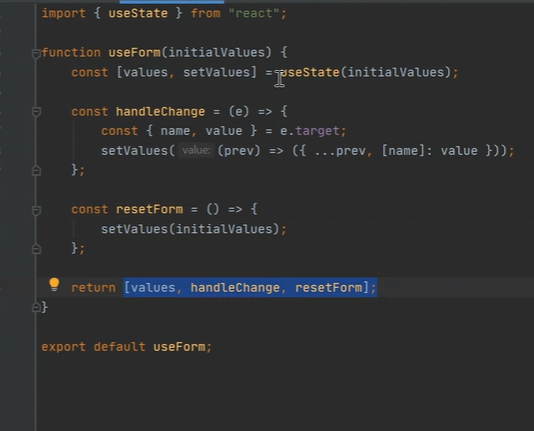 import { useState } from "react";
function useForm(initialValues) {
const [values, setValues] = useState(initialValues);
const handleChange = (e) => {
const { name, value } = e.target;
setValues( value: (prev) => ({ ...prev, [name]: value }));
};
const resetForm = () => {
setValues(initialValues);
};
return [values, handleChange, resetForm];
}
export default useForm;